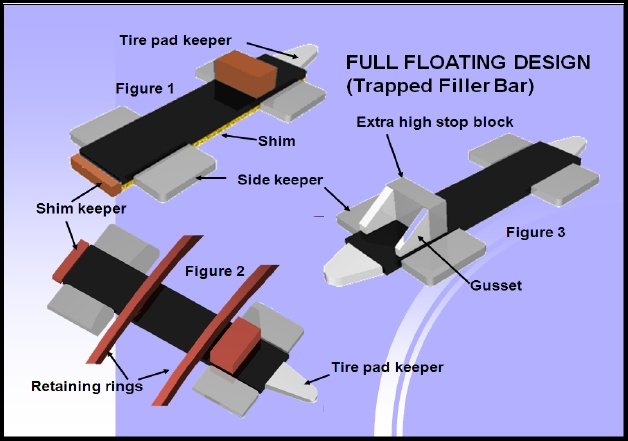 FULL FLOATING DESIGN
(Trapped Filler Bar)
Tire pad keeper
Figure 1
Shim
Side keeper
Shim keeper
Extra high stop block
Figure 3
Gusset
Figure 2
Retaining rings
Tire pad keeper